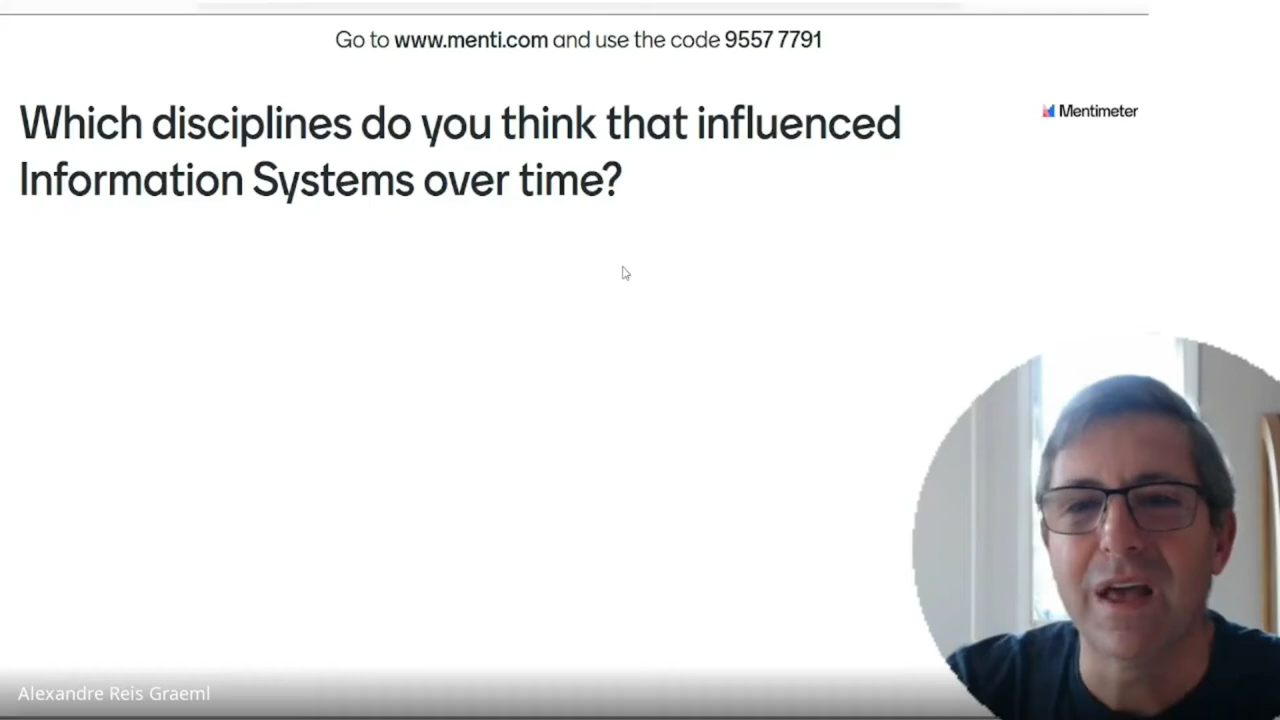 Go to www.menti.com and use the code 9557 7791
Which disciplines do you think that influenced
Information Systems over time?
Mentimeter
Alexandre Reis Graeml